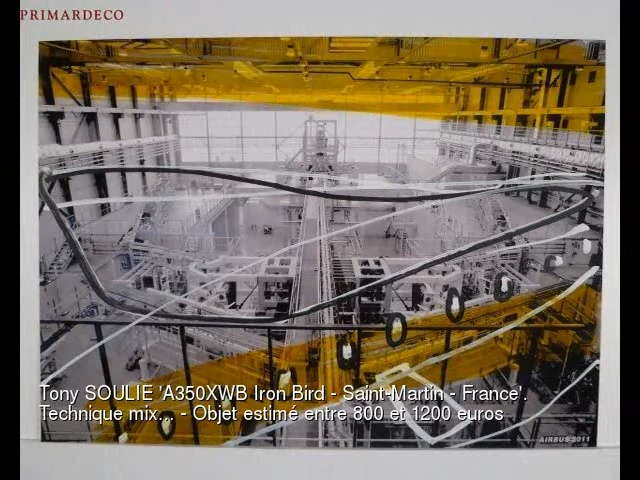 PRIMARDECO
Tony SOULIE 'A350XWB Iron Bird - Saint-Martin - France'.
Technique mix... - Objet estimé entre 800 et 1200 euros
AIRBUS 2011